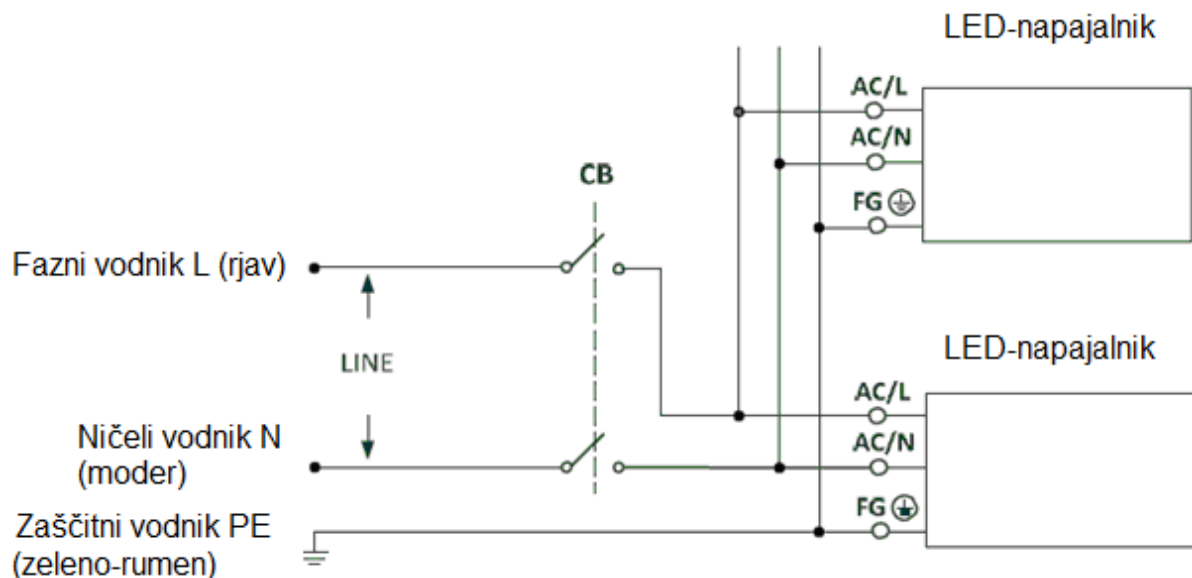 LED-napajalnik
AC/L
AC/N
FG
CB
Fazni vodnik L (rjav)
LINE
LED-napajalnik
AC/L
Ničeli vodnik N
(moder)
AC/N
Zaščitni vodnik PE
(zeleno-rumen)
FG